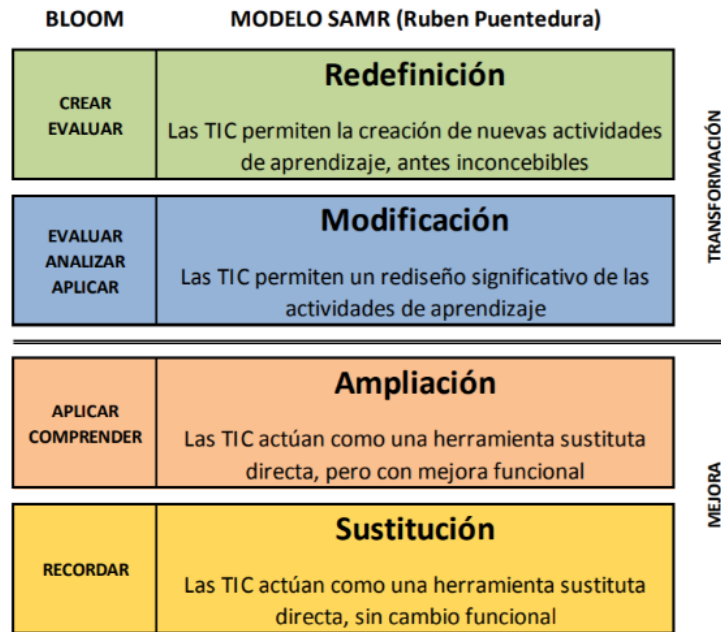 BLOOM
MODELO SAMR (Ruben Puentedura)
CREAR
EVALUAR
Redefinición
Las TIC permiten la creación de nuevas actividades
de aprendizaje, antes inconcebibles
EVALUAR
ANALIZAR
APLICAR
Modificación
Las TIC permiten un rediseño significativo de las
actividades de aprendizaje
TRANSFORMACIÓN
APLICAR
COMPRENDER
Ampliación
Las TIC actúan como una herramienta sustituta
directa, pero con mejora funcional
RECORDAR
Sustitución
Las TIC actúan como una herramienta sustituta
directa, sin cambio funcional
MEJORA